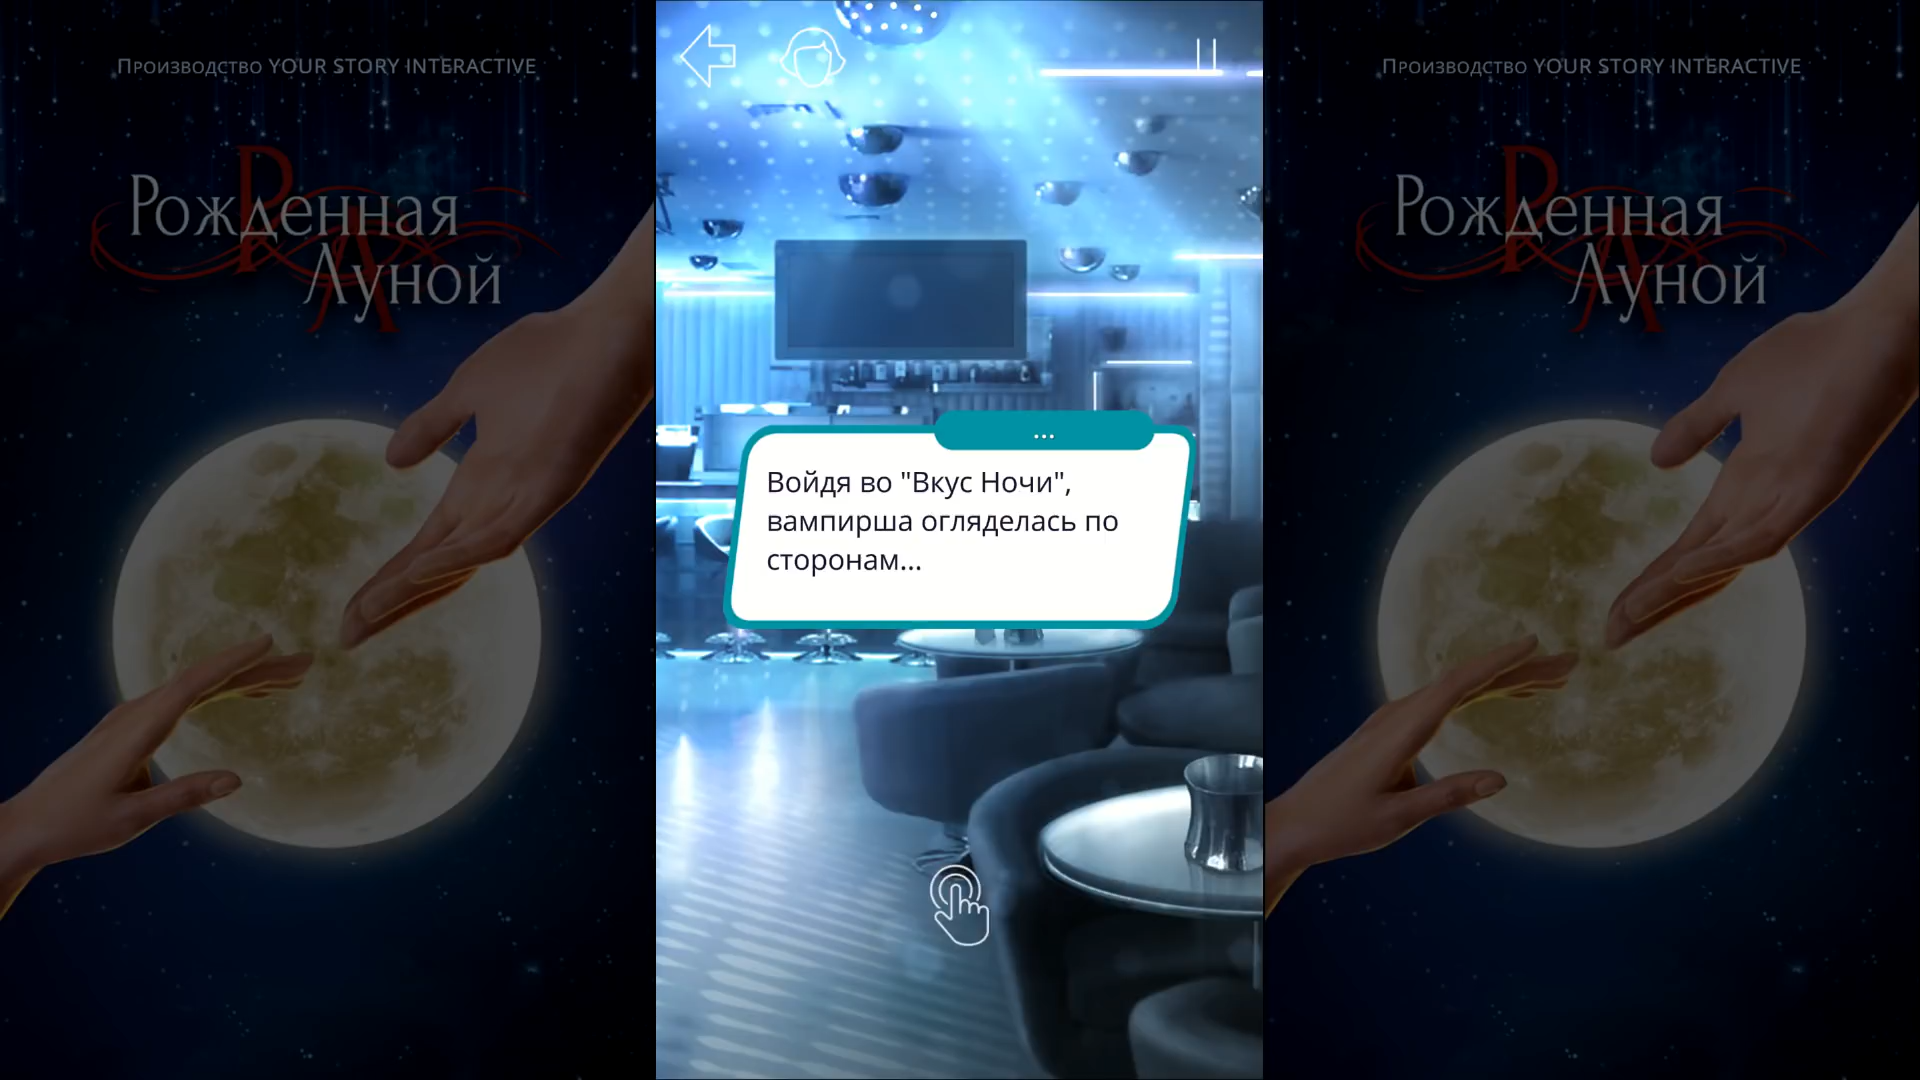 Производство YOUR STORY INTERACTIVE
Рожденная
Луной
...
Войдя во "Вкус Ночи",
вампирша огляделась по
сторонам...
Производство YOUR STORY INTERACTIVE
Рожденная
Луной